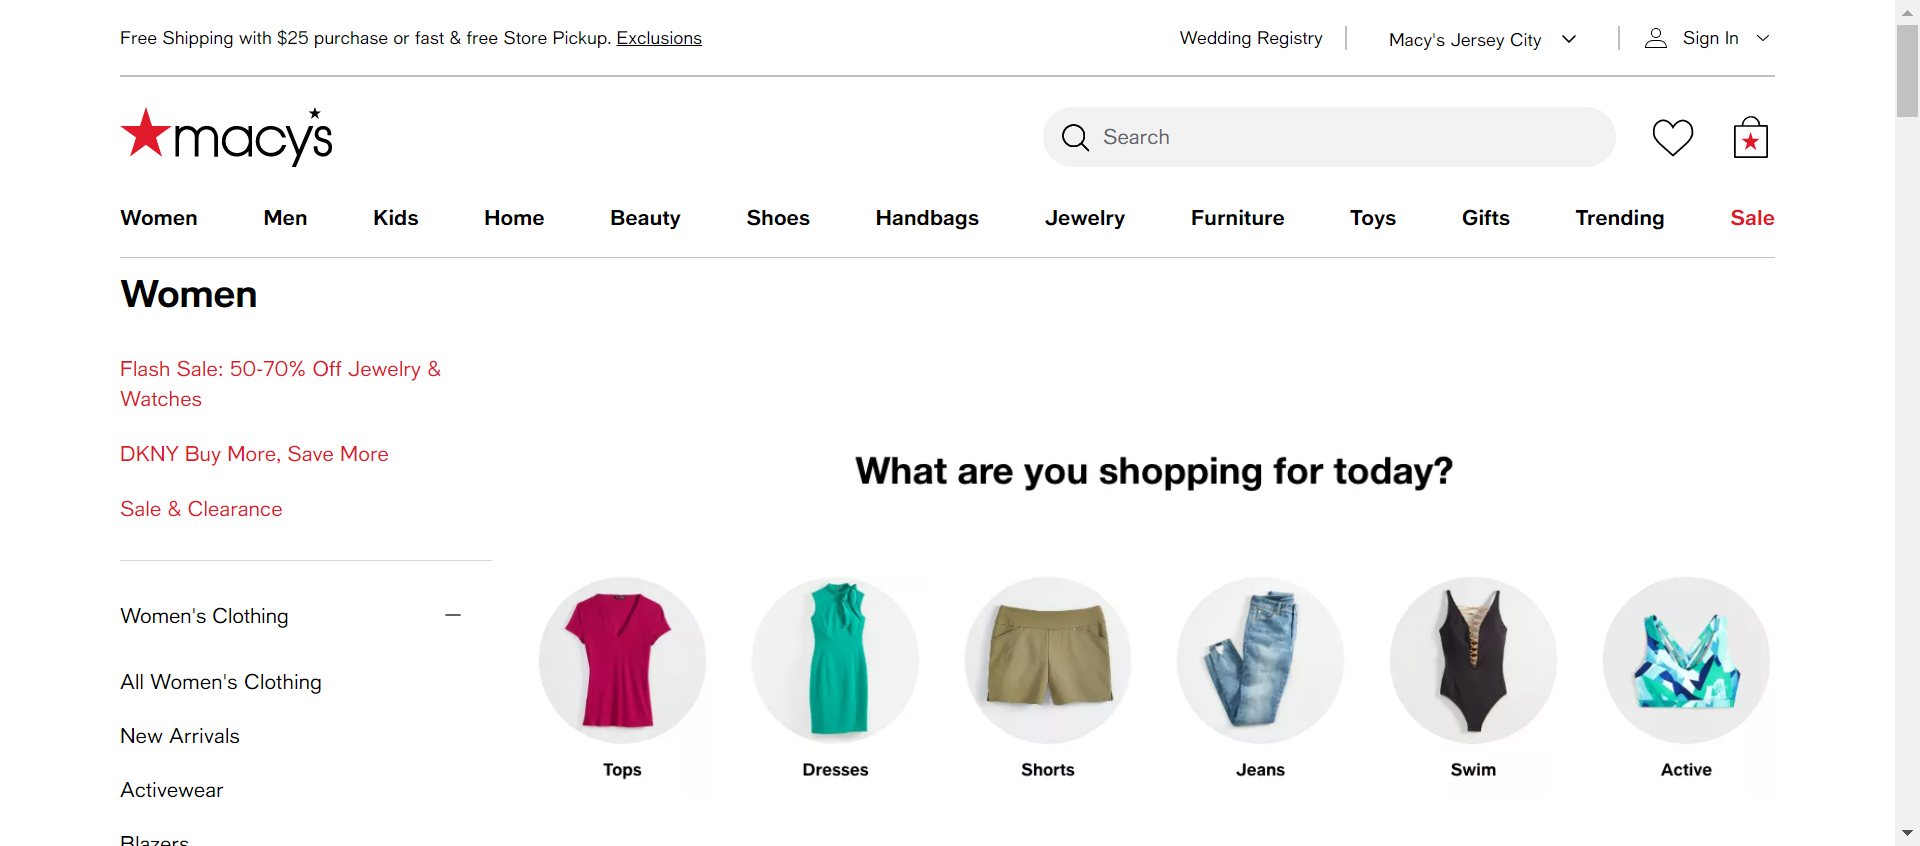 Free Shipping with $25 purchase or fast & free Store Pickup. Exclusions
Wedding Registry
Macy's Jersey City
Sign In
macy's
Search
Women
Men
Kids
Home
Beauty
Shoes
Handbags
Jewelry
Furniture
Toys
Gifts
Trending
Sale
Women
Flash Sale: 50-70% Off Jewelry &
Watches
DKNY Buy More, Save More
Sale & Clearance
Women's Clothing
All Women's Clothing
New Arrivals
Activewear
Blazers
What are you shopping for today?
Tops
Dresses
Shorts
Jeans
Swim
Active